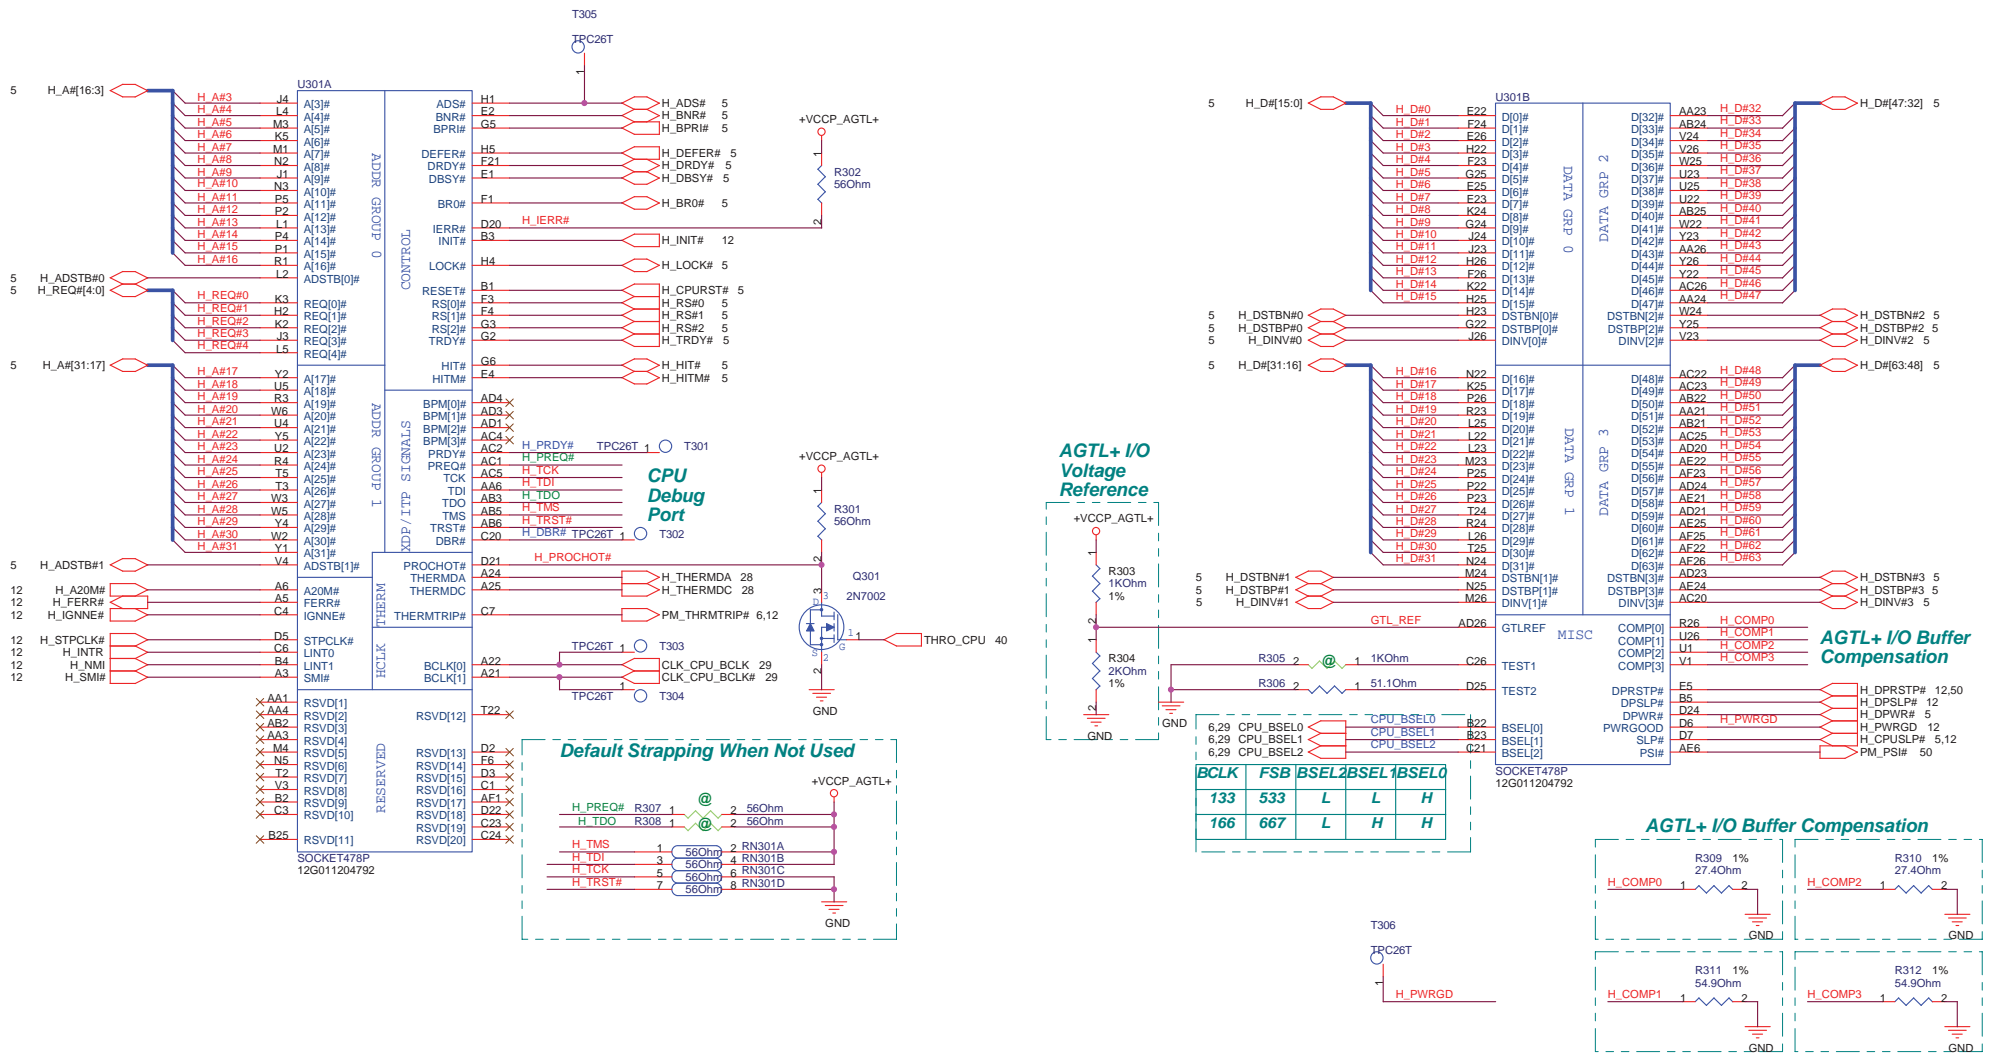 T305
TPC26T
1
U301A
5 H_A#[16:3]
H_A#3 J4 A[3]#
H_A#4 L4 A[4]#
H_A#5 M3 A[5]#
H_A#6 K5 A[6]#
H_A#7 M1 A[7]#
H_A#8 N2 A[8]#
H_A#9 J1 A[9]#
H_A#10 N3 A[10]#
H_A#11 P5 A[11]#
H_A#12 P2 A[12]#
H_A#13 L1 A[13]#
H_A#14 P4 A[14]#
H_A#15 P1 A[15]#
H_A#16 R1 A[16]#
5 H_ADSTB#0 L2 ADSTB[0]#
5 H_REQ#[4:0]
H_REQ#0 K3 REQ[0]#
H_REQ#1 H2 REQ[1]#
H_REQ#2 K2 REQ[2]#
H_REQ#3 J3 REQ[3]#
H_REQ#4 L5 REQ[4]#
ADDR GROUP 0
5 H_A#[31:17]
H_A#17 Y2 A[17]#
H_A#18 U5 A[18]#
H_A#19 R3 A[19]#
H_A#20 W6 A[20]#
H_A#21 U4 A[21]#
H_A#22 Y5 A[22]#
H_A#23 U2 A[23]#
H_A#24 R4 A[24]#
H_A#25 T5 A[25]#
H_A#26 T3 A[26]#
H_A#27 W3 A[27]#
H_A#28 W5 A[28]#
H_A#29 Y4 A[29]#
H_A#30 W2 A[30]#
H_A#31 Y1 A[31]#
5 H_ADSTB#1 V4 ADSTB[1]#
ADDR GROUP 1
12 H_A20M# A6 A20M#
12 H_FERR# A5 FERR#
12 H_IGNNE# C4 IGNNE#
12 H_STPCLK# D5 STPCLK#
12 H_INTR C6 LINT0
12 H_NMI B4 LINT1
12 H_SMI# A3 SMI#
AA1 RSVD[1]
AA4 RSVD[2]
AB2 RSVD[3]
AA3 RSVD[4]
M4 RSVD[5]
N5 RSVD[6]
T2 RSVD[7]
V3 RSVD[8]
B2 RSVD[9]
C3 RSVD[10]
B25 RSVD[11]
RESERVED
SOCKET478P
12G011204792
CONTROL
ADS# H1 H_ADS# 5
BNR# E2 H_BNR# 5
BPRI# G5 H_BPRI# 5
DEFER# H5 H_DEFER# 5
DRDY# F21 H_DRDY# 5
DBSY# E1 H_DBSY# 5
BR0# F1 H_BR0# 5
IERR# D20 H_IERR#
INIT# B3 H_INIT# 12
LOCK# H4 H_LOCK# 5
RESET# B1 H_CPURST# 5
RS[0]# F3 H_RS#0 5
RS[1]# F4 H_RS#1 5
RS[2]# G3 H_RS#2 5
TRDY# G2 H_TRDY# 5
HIT# G6 H_HIT# 5
HITM# E4 H_HITM# 5
XDP/ITP SIGNALS
BPM[0]# AD4
BPM[1]# AD3
BPM[2]# AD1
BPM[3]# AC4
PRDY# AC2 H_PRDY# TPC26T 1 T301
PREQ# AC1 H_PREQ#
TCK AC5 H_TCK
TDI AA6 H_TDI
TDO AB3 H_TDO
TMS AB5 H_TMS
TRST# AB6 H_TRST#
DBR# C20 H_DBR# TPC26T 1 T302
CPU
Debug
Port
THERM
PROCHOT# D21 H_PROCHOT#
THERMDA A24 H_THERMDA 28
THERMDC A25 H_THERMDC 28
THERMTRIP# C7 PM_THRMTRIP# 6,12
HCLK
TPC26T 1 T303
BCLK[0] A22 CLK_CPU_BCLK 29
BCLK[1] A21 CLK_CPU_BCLK# 29
TPC26T 1 T304
RSVD[12] T22
RSVD[13] D2
RSVD[14] F6
RSVD[15] D3
RSVD[16] C1
RSVD[17] AF1
RSVD[18] D22
RSVD[19] C23
RSVD[20] C24
+VCCP_AGTL+
1
R302
56Ohm
2
+VCCP_AGTL+
1
R301
56Ohm
2
Q301
2N7002
3
D
1
G
S
2
2
THRO_CPU 40
1
GND
Default Strapping When Not Used
+VCCP_AGTL+
H_PREQ# R307 1 @ 2 56Ohm
H_TDO R308 1 @ 2 56Ohm
H_TMS 1 56Ohm 2 RN301A
H_TDI 3 56Ohm 4 RN301B
H_TCK 5 56Ohm 6 RN301C
H_TRST# 7 56Ohm 8 RN301D
GND
AGTL+ I/O
Voltage
Reference
+VCCP_AGTL+
1
R303
1KOhm
1%
2
1
R304
2KOhm
1%
2
GND
U301B
5 H_D#[15:0]
H_D#0 E22 D[0]#
H_D#1 F24 D[1]#
H_D#2 E26 D[2]#
H_D#3 H22 D[3]#
H_D#4 F23 D[4]#
H_D#5 G25 D[5]#
H_D#6 E25 D[6]#
H_D#7 E23 D[7]#
H_D#8 K24 D[8]#
H_D#9 G24 D[9]#
H_D#10 J24 D[10]#
H_D#11 J23 D[11]#
H_D#12 H26 D[12]#
H_D#13 F26 D[13]#
H_D#14 K22 D[14]#
H_D#15 H25 D[15]#
5 H_DSTBN#0 H23 DSTBN[0]#
5 H_DSTBP#0 G22 DSTBP[0]#
5 H_DINV#0 J26 DINV[0]#
DATA GRP 0
5 H_D#[31:16]
H_D#16 N22 D[16]#
H_D#17 K25 D[17]#
H_D#18 P26 D[18]#
H_D#19 R23 D[19]#
H_D#20 L25 D[20]#
H_D#21 L22 D[21]#
H_D#22 L23 D[22]#
H_D#23 M23 D[23]#
H_D#24 P25 D[24]#
H_D#25 P22 D[25]#
H_D#26 P23 D[26]#
H_D#27 T24 D[27]#
H_D#28 R24 D[28]#
H_D#29 L26 D[29]#
H_D#30 T25 D[30]#
H_D#31 N24 D[31]#
5 H_DSTBN#1 M24 DSTBN[1]#
5 H_DSTBP#1 N25 DSTBP[1]#
5 H_DINV#1 M26 DINV[1]#
DATA GRP 1
GTL_REF AD26 GTLREF
R305 2 @ 1 1KOhm C26 TEST1
R306 2 1 51.1Ohm D25 TEST2
GND
6,29 CPU_BSEL0 CPU_BSEL0 B22 BSEL[0]
6,29 CPU_BSEL1 CPU_BSEL1 B23 BSEL[1]
6,29 CPU_BSEL2 CPU_BSEL2 C21 BSEL[2]
BCLK FSB BSEL2 BSEL1 BSEL0
133 533 L L H
166 667 L H H
MISC
SOCKET478P
12G011204792
DATA GRP 2
D[32]# AA23 H_D#32
D[33]# AB24 H_D#33
D[34]# V24 H_D#34
D[35]# V26 H_D#35
D[36]# W25 H_D#36
D[37]# U23 H_D#37
D[38]# U25 H_D#38
D[39]# U22 H_D#39
D[40]# AB25 H_D#40
D[41]# W22 H_D#41
D[42]# Y23 H_D#42
D[43]# AA26 H_D#43
D[44]# Y26 H_D#44
D[45]# Y22 H_D#45
D[46]# AC26 H_D#46
D[47]# AA24 H_D#47
H_D#[47:32] 5
DSTBN[2]# W24 H_DSTBN#2 5
DSTBP[2]# Y25 H_DSTBP#2 5
DINV[2]# V23 H_DINV#2 5
H_D#[63:48] 5
DATA GRP 3
D[48]# AC22 H_D#48
D[49]# AC23 H_D#49
D[50]# AB22 H_D#50
D[51]# AA21 H_D#51
D[52]# AB21 H_D#52
D[53]# AC25 H_D#53
D[54]# AD20 H_D#54
D[55]# AE22 H_D#55
D[56]# AF23 H_D#56
D[57]# AD24 H_D#57
D[58]# AE21 H_D#58
D[59]# AD21 H_D#59
D[60]# AE25 H_D#60
D[61]# AF25 H_D#61
D[62]# AF22 H_D#62
D[63]# AF26 H_D#63
DSTBN[3]# AD23 H_DSTBN#3 5
DSTBP[3]# AE24 H_DSTBP#3 5
DINV[3]# AC20 H_DINV#3 5
COMP[0] R26 H_COMP0
COMP[1] U26 H_COMP1
COMP[2] U1 H_COMP2
COMP[3] V1 H_COMP3
AGTL+ I/O Buffer
Compensation
DPRSTP# E5 H_DPRSTP# 12,50
DPSLP# B5 H_DPSLP# 12
DPWR# D24 H_DPWR# 5
PWRGOOD D6 H_PWRGD H_PWRGD 12
SLP# D7 H_CPUSLP# 5,12
PSI# AE6 PM_PSI# 50
AGTL+ I/O Buffer Compensation
R309 1%
27.4Ohm
H_COMP0 1 2
GND
R310 1%
27.4Ohm
H_COMP2 1 2
GND
R311 1%
54.9Ohm
H_COMP1 1 2
GND
R312 1%
54.9Ohm
H_COMP3 1 2
GND
T306
TPC26T
1
H_PWRGD